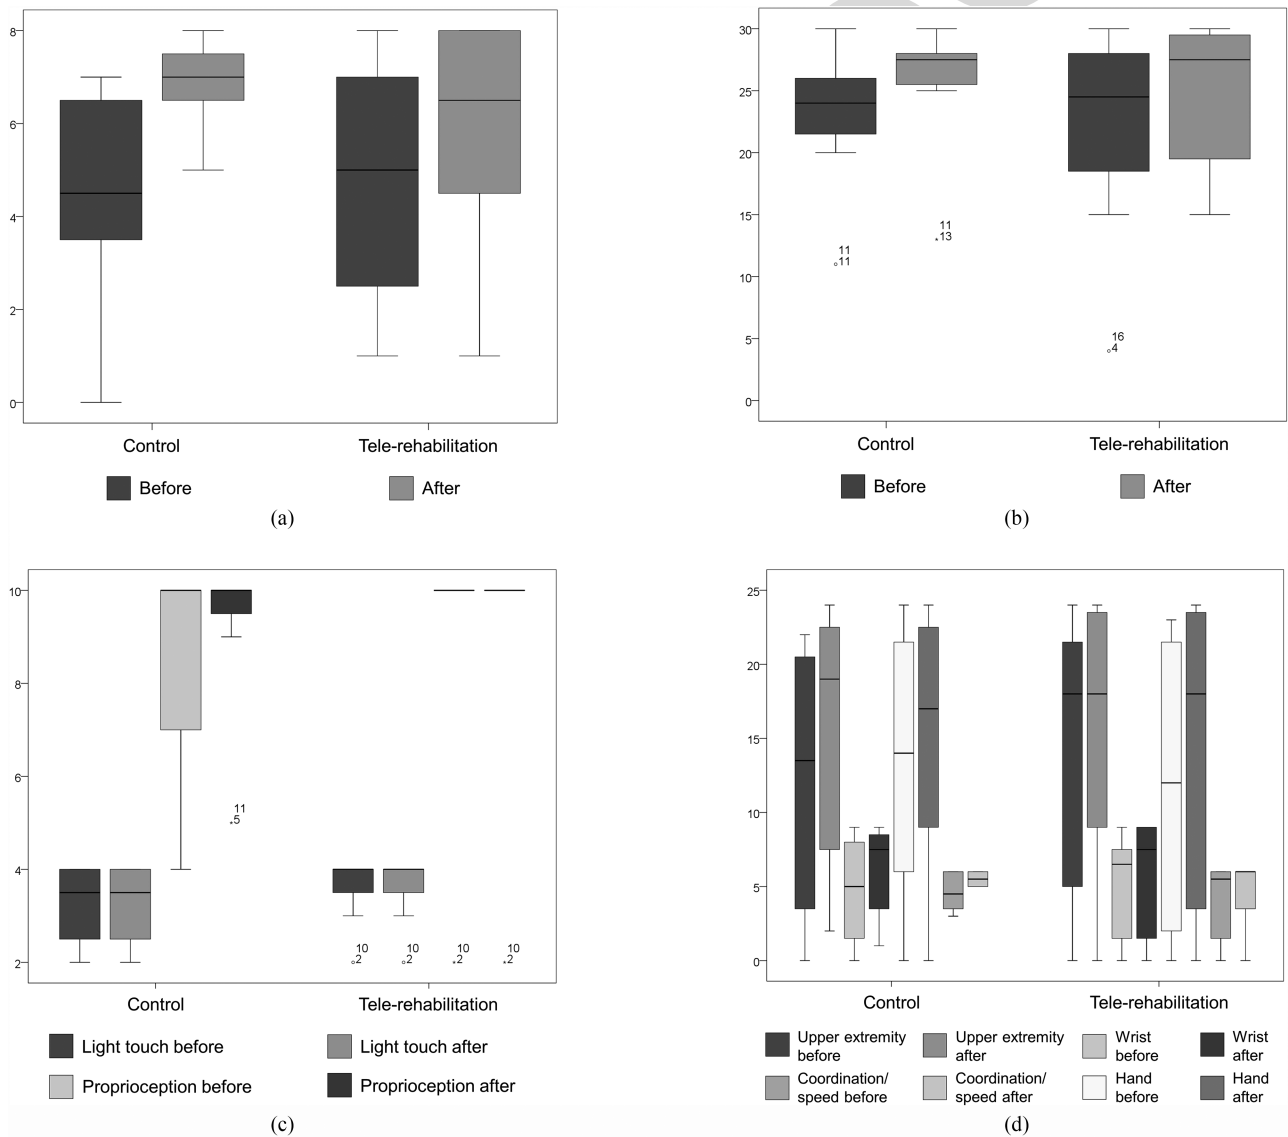 8
6
4
2
0
Control
Tele-rehabilitation
Before
After
(a)
30
25
20
15
10
5
0
11
11
11
13
16
4
Control
Tele-rehabilitation
Before
After
(b)
10
8
6
4
2
11
5
10
2
10
2
10
2
10
2
Control
Tele-rehabilitation
Light touch before
Light touch after
Proprioception before
Proprioception after
(c)
25
20
15
10
5
0
Control
Tele-rehabilitation
Upper extremity
before
Upper extremity
after
Wrist
before
Wrist
after
Coordination/
speed before
Coordination/
speed after
Hand
before
Hand
after
(d)